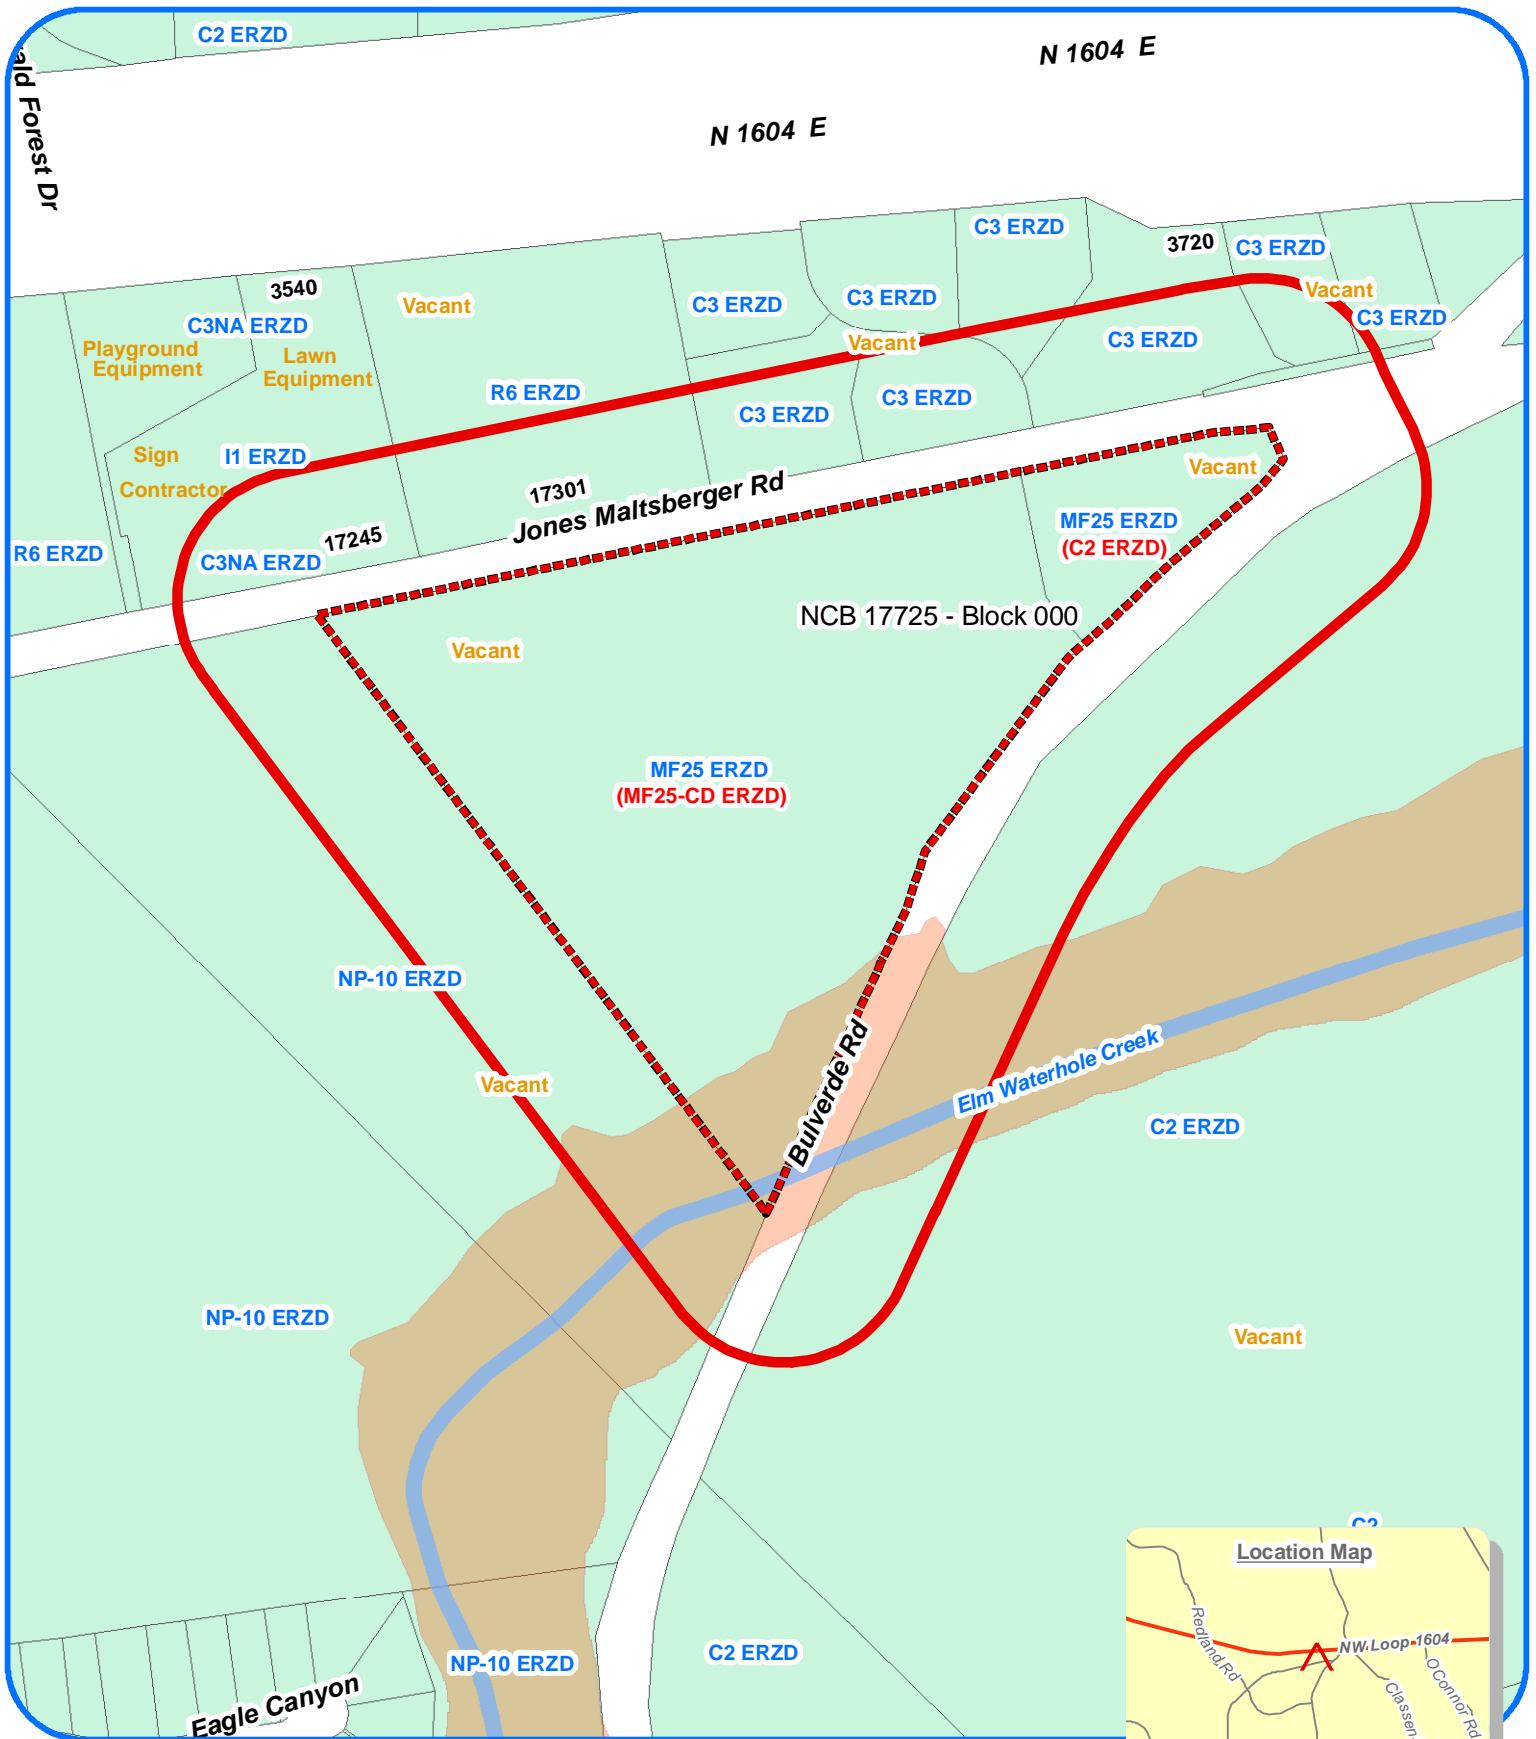 C2 ERZD
N 1604 E
N 1604 E
ald Forest Dr
C3 ERZD
3720
C3 ERZD
3540
Vacant
C3 ERZD
C3 ERZD
Vacant
C3NA ERZD
C3 ERZD
Playground
Equipment
Lawn
Equipment
Vacant
C3 ERZD
R6 ERZD
C3 ERZD
C3 ERZD
Sign
Contractor
I1 ERZD
Vacant
17301
Jones Maltsberger Rd
MF25 ERZD
(C2 ERZD)
17245
R6 ERZD
C3NA ERZD
NCB 17725 - Block 000
Vacant
MF25 ERZD
(MF25-CD ERZD)
NP-10 ERZD
Vacant
Bulverde Rd
Elm Waterhole Creek
C2 ERZD
NP-10 ERZD
Vacant
C2
Location Map
Redland Rd
NW Loop 1604
OConnor Rd
Classen
C2 ERZD
NP-10 ERZD
Eagle Canyon